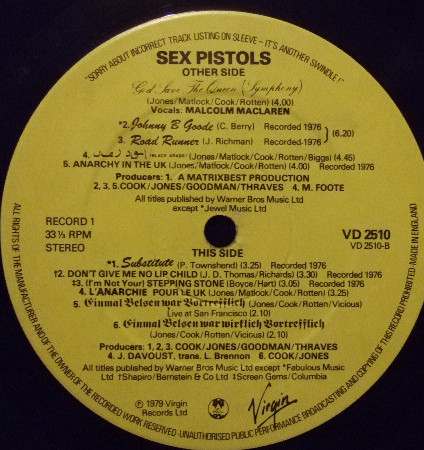 "SORRY ABOUT INCORRECT TRACK LISTING ON SLEEVE – IT'S ANOTHER SWINDLE!"
SEX PISTOLS
OTHER SIDE
God Save The Queen (Symphony)
(Jones/Matlock/Cook/Rotten) (4.00)
Vocals: MALCOLM MACLAREN
*2. Johnny B Goode (C. Berry) Recorded 1976
3. Road Runner (J. Richman) Recorded 1976 } (6.20)
4. (BLACK ARABS) (Jones/Matlock/Cook/Rotten/Biggs) (4.45)
5. ANARCHY IN THE UK (Jones/Matlock/Cook/Rotten) (4.00) Recorded 1976
Producers: 1. A MATRIXBEST PRODUCTION
2, 3, 5. COOK/JONES/GOODMAN/THRAVES 4. M. FOOTE
All titles published by Warner Bros Music Ltd
except *Jewel Music Ltd
RECORD 1
33⅓ RPM
STEREO
VD 2510
VD 2510-B
THIS SIDE
*1. Substitute (P. Townshend) (3.25) Recorded 1976
†2. DON'T GIVE ME NO LIP CHILD (J. D. Thomas/Richards) (3.30) Recorded 1976
‡3. (I'm Not Your) STEPPING STONE (Boyce/Hart) (3.05) Recorded 1976
4. L'ANARCHIE POUR LE UK (Jones/Matlock/Cook/Rotten) (3.25)
5. Einmal Belsen war Vortrefflich (Jones/Cook/Rotten/Vicious)
Live at San Francisco (2.10)
6 Einmal Belsen war wirflich Vortrefflich
(Jones/Cook/Rotten/Vicious) (2.10)
Producers: 1, 2, 3. COOK/JONES/GOODMAN/THRAVES
4. J. DAVOUST, trans. L. Brennon 6. COOK/JONES
All titles published by Warner Bros Music Ltd except *Fabulous Music
Ltd †Shapiro/Bernstein & Co Ltd ‡Screen Gems/Columbia
℗ 1979 Virgin
Records Ltd
Virgin
ALL RIGHTS OF THE MANUFACTURER AND OF THE OWNER OF THE RECORDED WORK RESERVED · UNAUTHORISED PUBLIC PERFORMANCE BROADCASTING AND COPYING OF THIS RECORD PROHIBITED · MADE IN ENGLAND